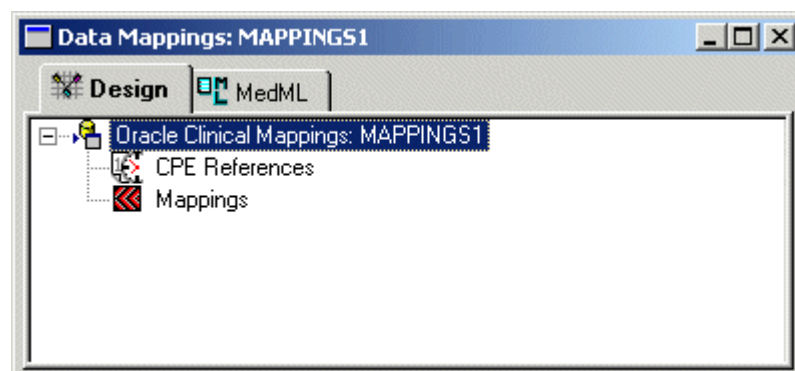 Data Mappings: MAPPINGS1
Design MedML
Oracle Clinical Mappings: MAPPINGS1
CPE References
Mappings